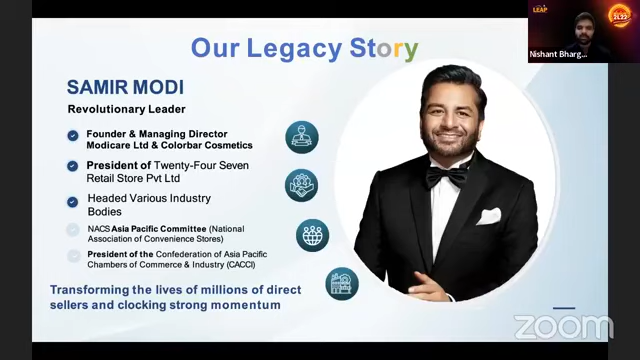 Our Legacy Story
LEAP
21.22
Nishant Bharg...
SAMIR MODI
Revolutionary Leader
Founder & Managing Director
Modicare Ltd & Colorbar Cosmetics
President of Twenty-Four Seven
Retail Store Pvt Ltd
Headed Various Industry
Bodies
NACS Asia Pacific Committee (National
Association of Convenience Stores)
President of the Confederation of Asia Pacific
Chambers of Commerce & Industry (CACCI)
Transforming the lives of millions of direct
sellers and clocking strong momentum
zoom